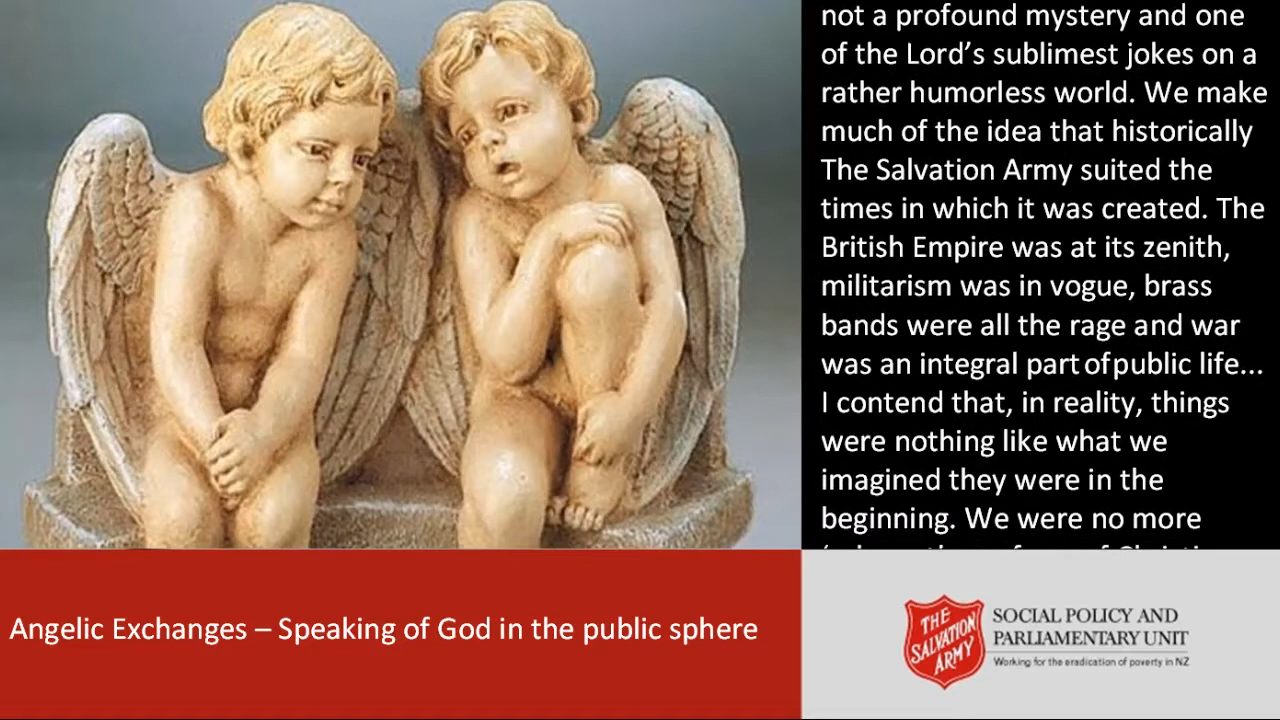 not a profound mystery and one
of the Lord’s sublimest jokes on a
rather humorless world. We make
much of the idea that historically
The Salvation Army suited the
times in which it was created. The
British Empire was at its zenith,
militarism was in vogue, brass
bands were all the rage and war
was an integral part of public life...
I contend that, in reality, things
were nothing like what we
imagined they were in the
beginning. We were no more
Angelic Exchanges – Speaking of God in the public sphere
THE
SALVATION
ARMY
SOCIAL POLICY AND
PARLIAMENTARY UNIT
Working for the eradication of poverty in NZ